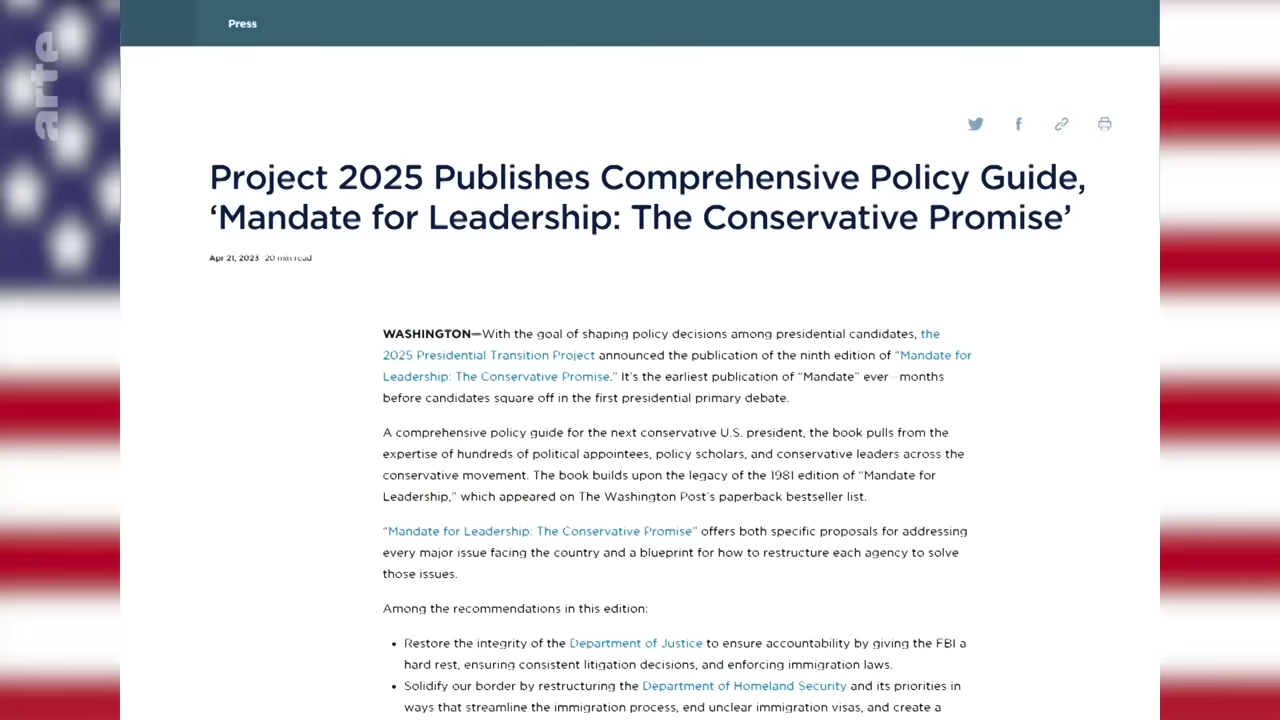 arte
Press
Project 2025 Publishes Comprehensive Policy Guide,
‘Mandate for Leadership: The Conservative Promise’
Apr 21, 2023 20 min read
WASHINGTON—With the goal of shaping policy decisions among presidential candidates, the
2025 Presidential Transition Project announced the publication of the ninth edition of “Mandate for
Leadership: The Conservative Promise.” It’s the earliest publication of “Mandate” ever—months
before candidates square off in the first presidential primary debate.
A comprehensive policy guide for the next conservative U.S. president, the book pulls from the
expertise of hundreds of political appointees, policy scholars, and conservative leaders across the
conservative movement. The book builds upon the legacy of the 1981 edition of “Mandate for
Leadership,” which appeared on The Washington Post’s paperback bestseller list.
“Mandate for Leadership: The Conservative Promise” offers both specific proposals for addressing
every major issue facing the country and a blueprint for how to restructure each agency to solve
those issues.
Among the recommendations in this edition:
• Restore the integrity of the Department of Justice to ensure accountability by giving the FBI a
hard rest, ensuring consistent litigation decisions, and enforcing immigration laws.
• Solidify our border by restructuring the Department of Homeland Security and its priorities in
ways that streamline the immigration process, end unclear immigration visas, and create a